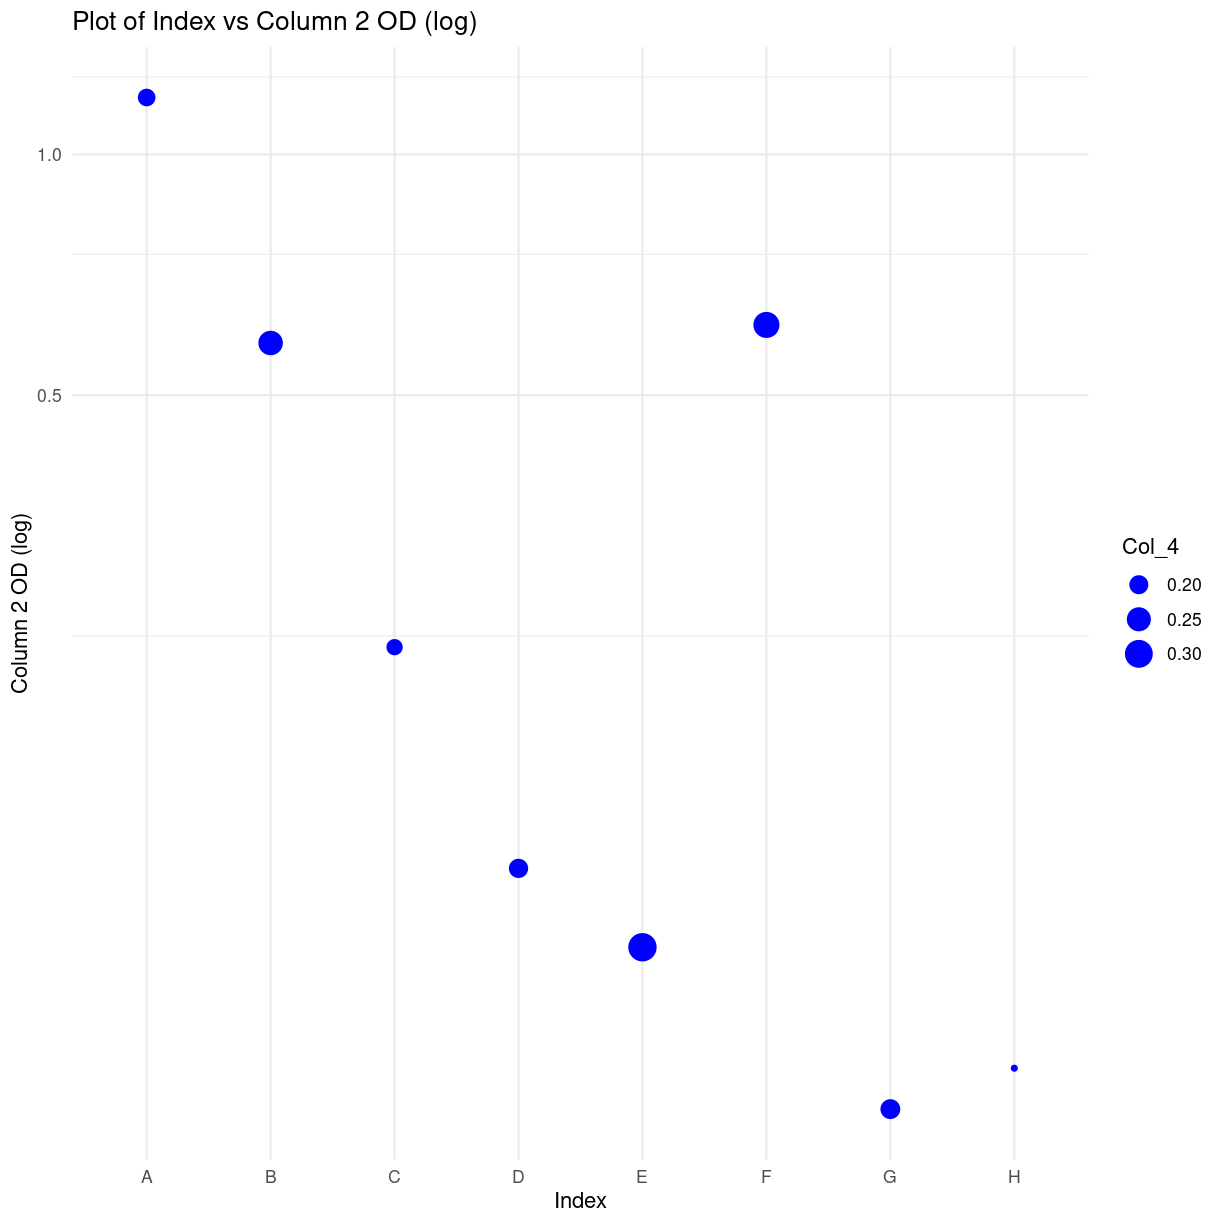 Plot of Index vs Column 2 OD (log)
1.0
0.5
Column 2 OD (log)
A B C D E F G H
Index
Col_4
0.20
0.25
0.30